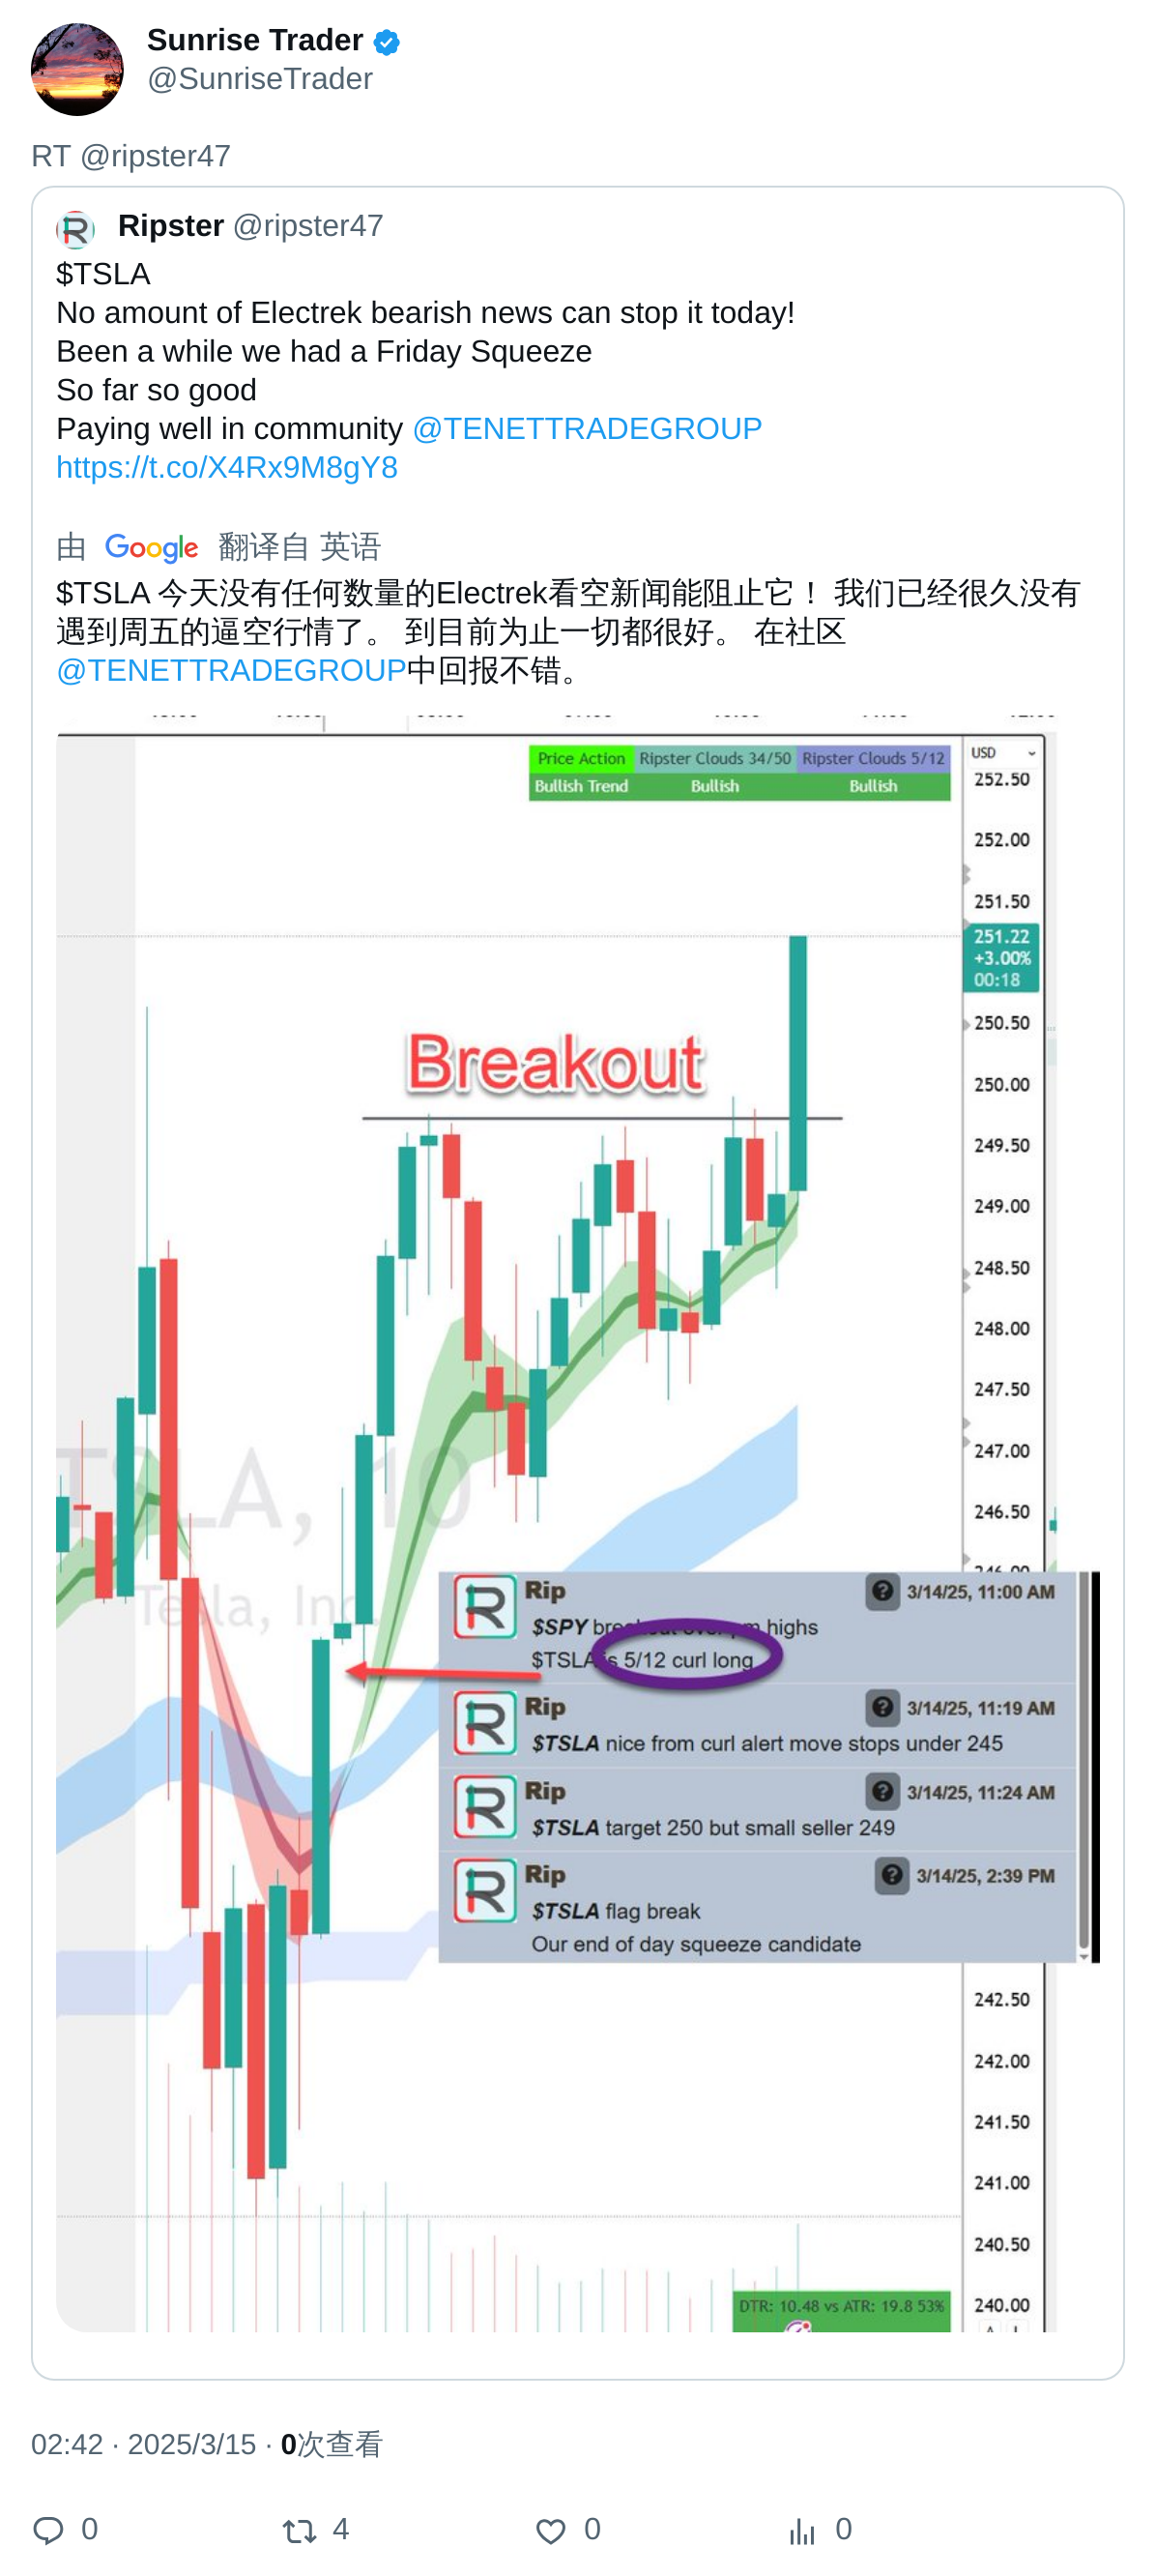 Sunrise Trader
@SunriseTrader
RT @ripster47
Ripster @ripster47
$TSLA
No amount of Electrek bearish news can stop it today!
Been a while we had a Friday Squeeze
So far so good
Paying well in community @TENETTRADEGROUP
https://t.co/X4Rx9M8gY8
由 Google 翻译自 英语
$TSLA 今天没有任何数量的Electrek看空新闻能阻止它！ 我们已经很久没有
遇到周五的逼空行情了。 到目前为止一切都很好。 在社区
@TENETTRADEGROUP中回报不错。
Price Action Ripster Clouds 34/50 Ripster Clouds 5/12
Bullish Trend Bullish Bullish
USD
252.50
252.00
251.50
251.22
+3.00%
00:18
250.50
Breakout
250.00
249.50
249.00
248.50
248.00
247.50
247.00
TSLA, 10
246.50
246.00
Tesla, Inc.
Rip 3/14/25, 11:00 AM
$SPY breakout over pm highs
$TSLA is 5/12 curl long
Rip 3/14/25, 11:19 AM
$TSLA nice from curl alert move stops under 245
Rip 3/14/25, 11:24 AM
$TSLA target 250 but small seller 249
Rip 3/14/25, 2:39 PM
$TSLA flag break
Our end of day squeeze candidate
242.50
242.00
241.50
241.00
240.50
240.00
DTR: 10.48 vs ATR: 19.8 53%
02:42 · 2025/3/15 · 0次查看
0 4 0 0